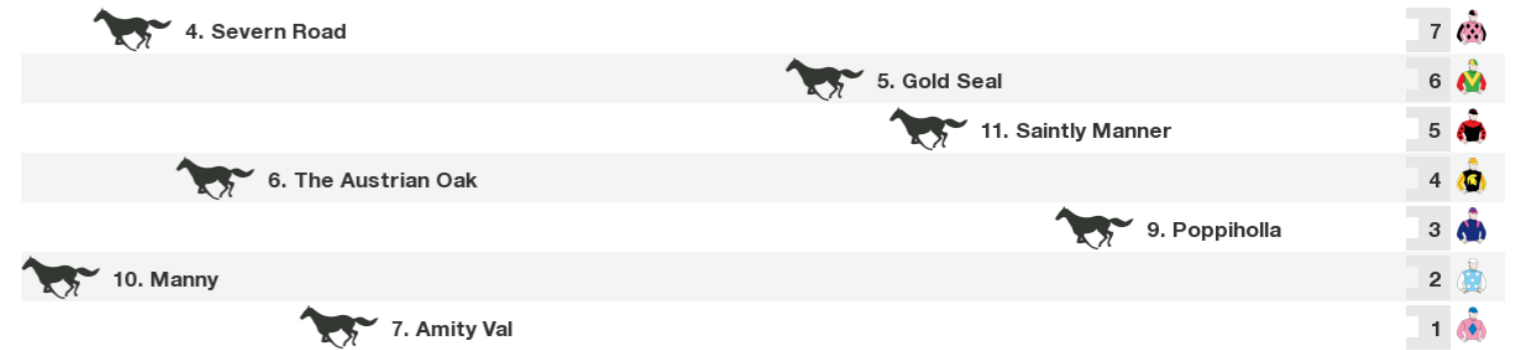 4. Severn Road 7
5. Gold Seal 6
11. Saintly Manner 5
6. The Austrian Oak 4
9. Poppiholla 3
10. Manny 2
7. Amity Val 1